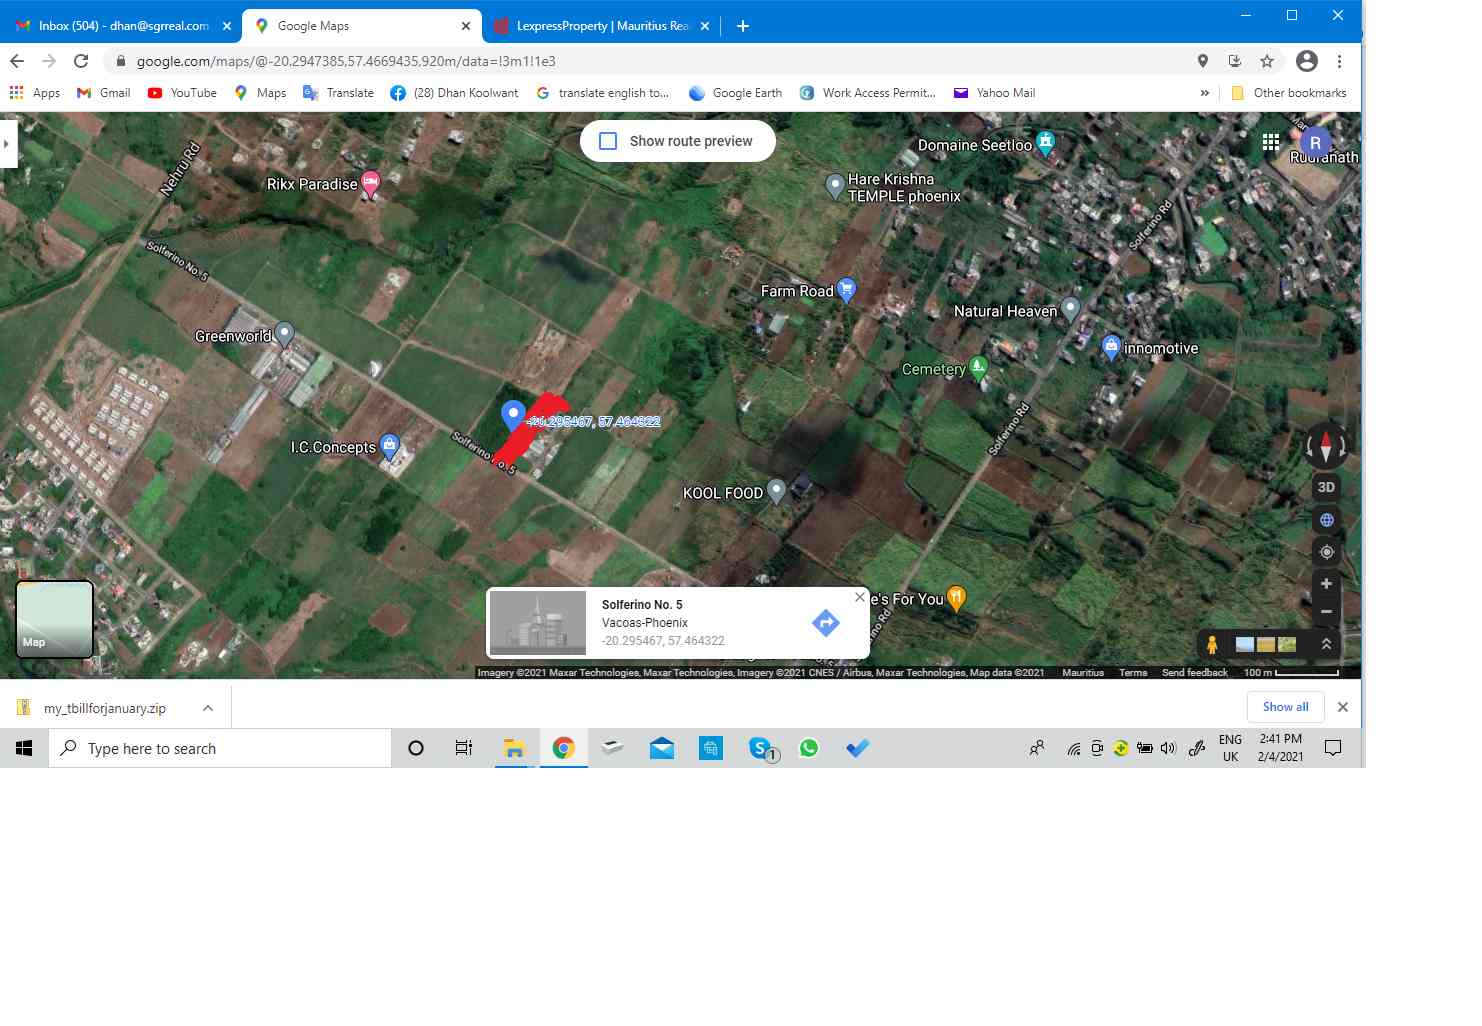 Inbox (504) - dhan@sgrreal.com
Google Maps
LexpressProperty | Mauritius Rea
google.com/maps/@-20.2947385,57.4669435,920m/data=!3m1!1e3
Apps
Gmail
YouTube
Maps
Translate
(28) Dhan Koolwant
translate english to...
Google Earth
Work Access Permit...
Yahoo Mail
»
Other bookmarks
Show route preview
Nehru Rd
Rikx Paradise
Domaine Seetloo
R
Rudranath
Hare Krishna
TEMPLE phoenix
Solferino Rd
Solferino No. 5
Farm Road
Natural Heaven
Greenworld
innomotive
Cemetery
-20.295467, 57.464322
Solferino No. 5
Solferino Rd
I.C.Concepts
KOOL FOOD
3D
Map
Solferino No. 5
Vacoas-Phoenix
-20.295467, 57.464322
e's For You
ino Rd
Imagery ©2021 Maxar Technologies, Maxar Technologies, Imagery ©2021 CNES / Airbus, Maxar Technologies, Map data ©2021
Mauritius
Terms
Send feedback
100 m
my_tbillforjanuary.zip
Show all
Type here to search
1
ENG
UK
2:41 PM
2/4/2021